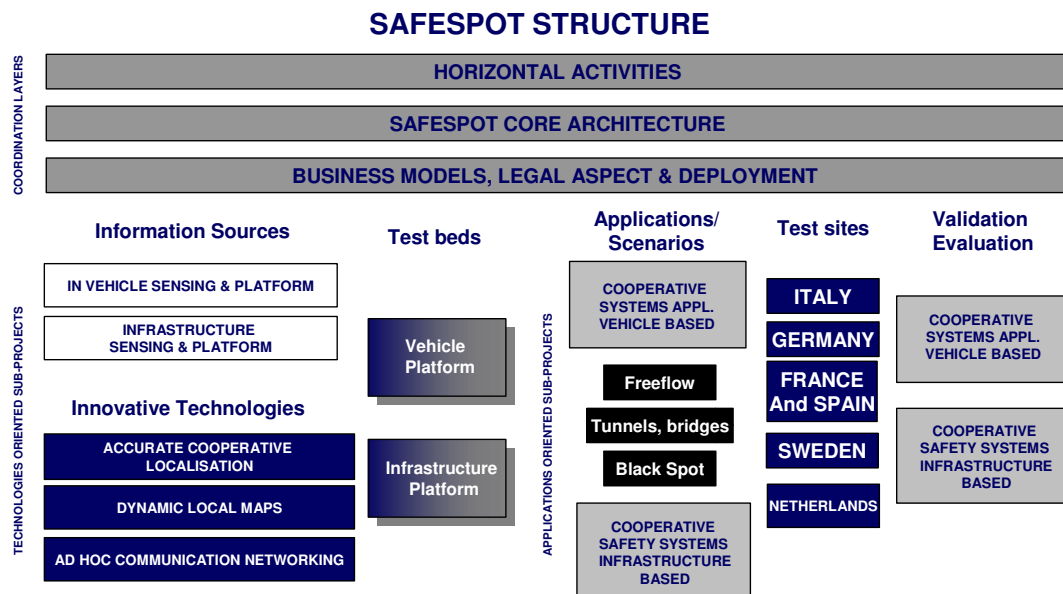 SAFESPOT STRUCTURE
COORDINATION LAYERS
HORIZONTAL ACTIVITIES
SAFESPOT CORE ARCHITECTURE
BUSINESS MODELS, LEGAL ASPECT & DEPLOYMENT
TECHNOLOGIES ORIENTED SUB-PROJECTS
Information Sources
IN VEHICLE SENSING & PLATFORM
INFRASTRUCTURE
SENSING & PLATFORM
Innovative Technologies
ACCURATE COOPERATIVE
LOCALISATION
DYNAMIC LOCAL MAPS
AD HOC COMMUNICATION NETWORKING
Test beds
Vehicle
Platform
Infrastructure
Platform
APPLICATIONS ORIENTED SUB-PROJECTS
Applications/
Scenarios
COOPERATIVE
SYSTEMS APPL.
VEHICLE BASED
Freeflow
Tunnels, bridges
Black Spot
COOPERATIVE
SAFETY SYSTEMS
INFRASTRUCTURE
BASED
Test sites
ITALY
GERMANY
FRANCE
And SPAIN
SWEDEN
NETHERLANDS
Validation
Evaluation
COOPERATIVE
SYSTEMS APPL.
VEHICLE BASED
COOPERATIVE
SAFETY SYSTEMS
INFRASTRUCTURE
BASED